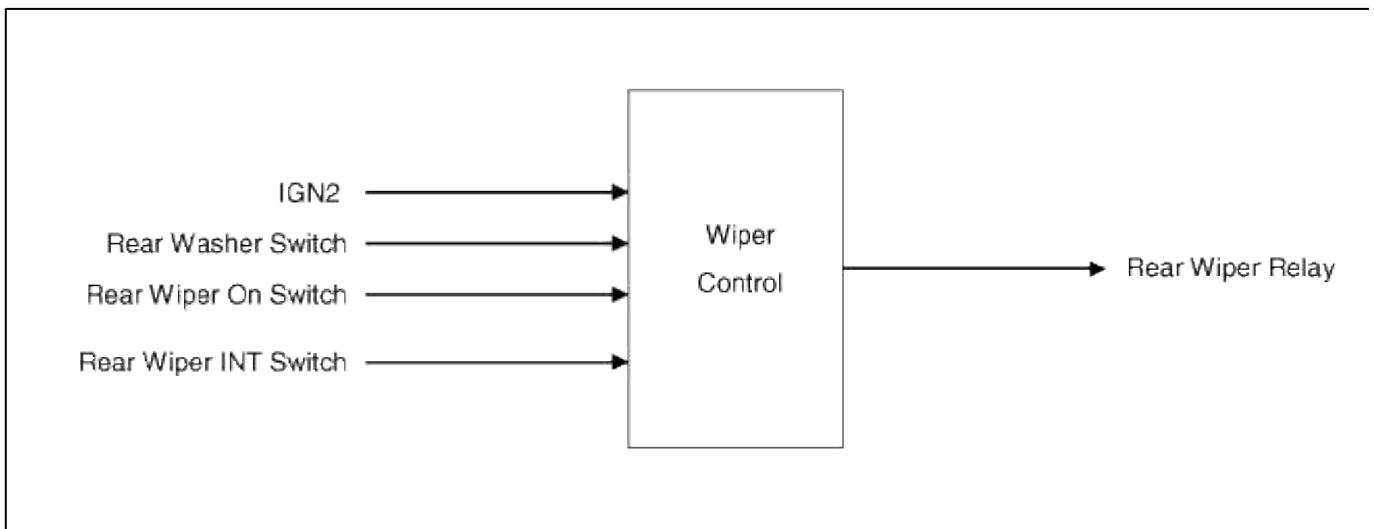 IGN2
Rear Washer Switch
Rear Wiper On Switch
Rear Wiper INT Switch
Wiper
Control
Rear Wiper Relay